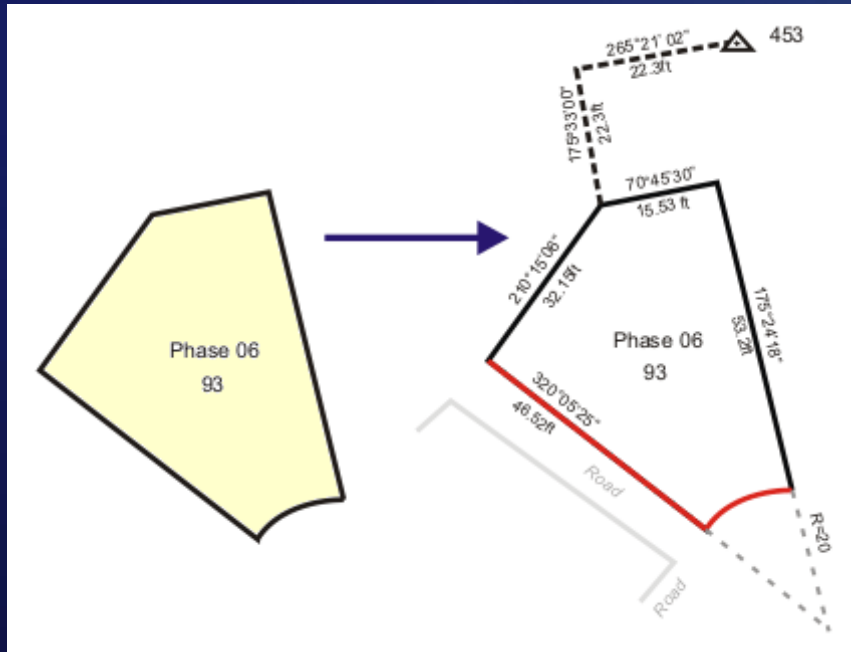 Phase 06
93
265°21'02"
22.3ft
453
175°33'00"
22.3ft
70°45'30"
15.53 ft
210°15'06"
32.15ft
175°24'18"
53.2ft
Phase 06
93
320°05'25"
46.52ft
Road
Road
R=20